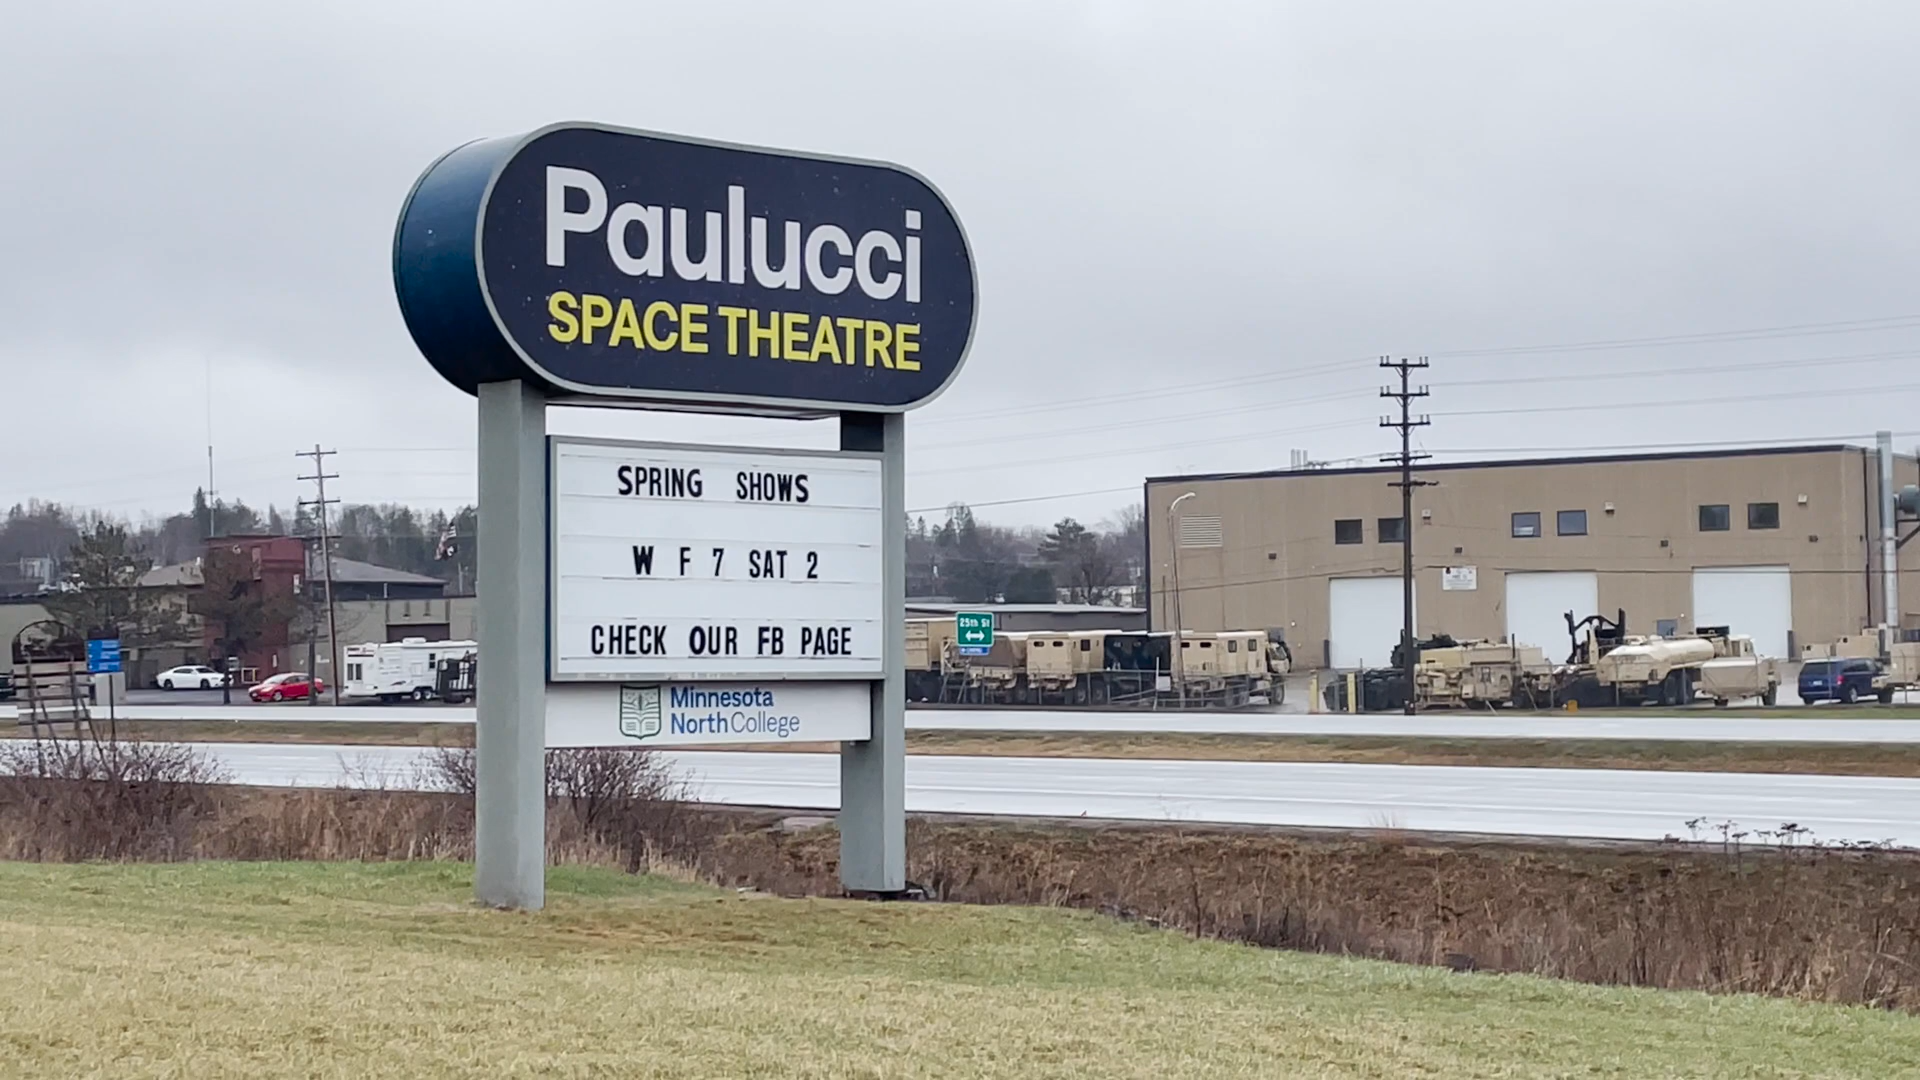 Paulucci
SPACE THEATRE
SPRING SHOWS
W F 7 SAT 2
CHECK OUR FB PAGE
Minnesota
North College
25th St